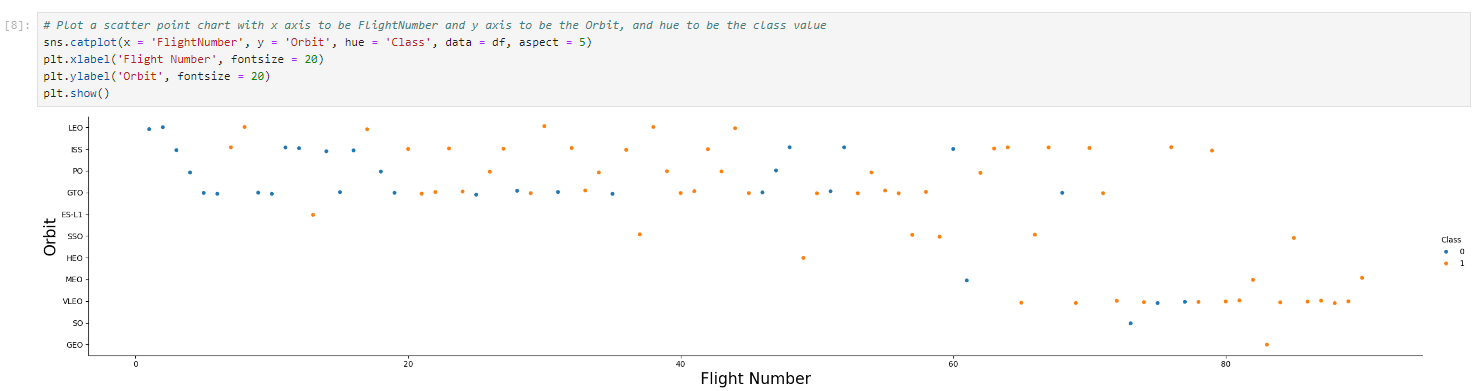 [8]: # Plot a scatter point chart with x axis to be FlightNumber and y axis to be the Orbit, and hue to be the class value
sns.catplot(x = 'FlightNumber', y = 'Orbit', hue = 'Class', data = df, aspect = 5)
plt.xlabel('Flight Number', fontsize = 20)
plt.ylabel('Orbit', fontsize = 20)
plt.show()
Orbit
LEO
ISS
PO
GTO
ES-L1
SSO
HEO
MEO
VLEO
SO
GEO
0 20 40 60 80
Flight Number
Class
0
1